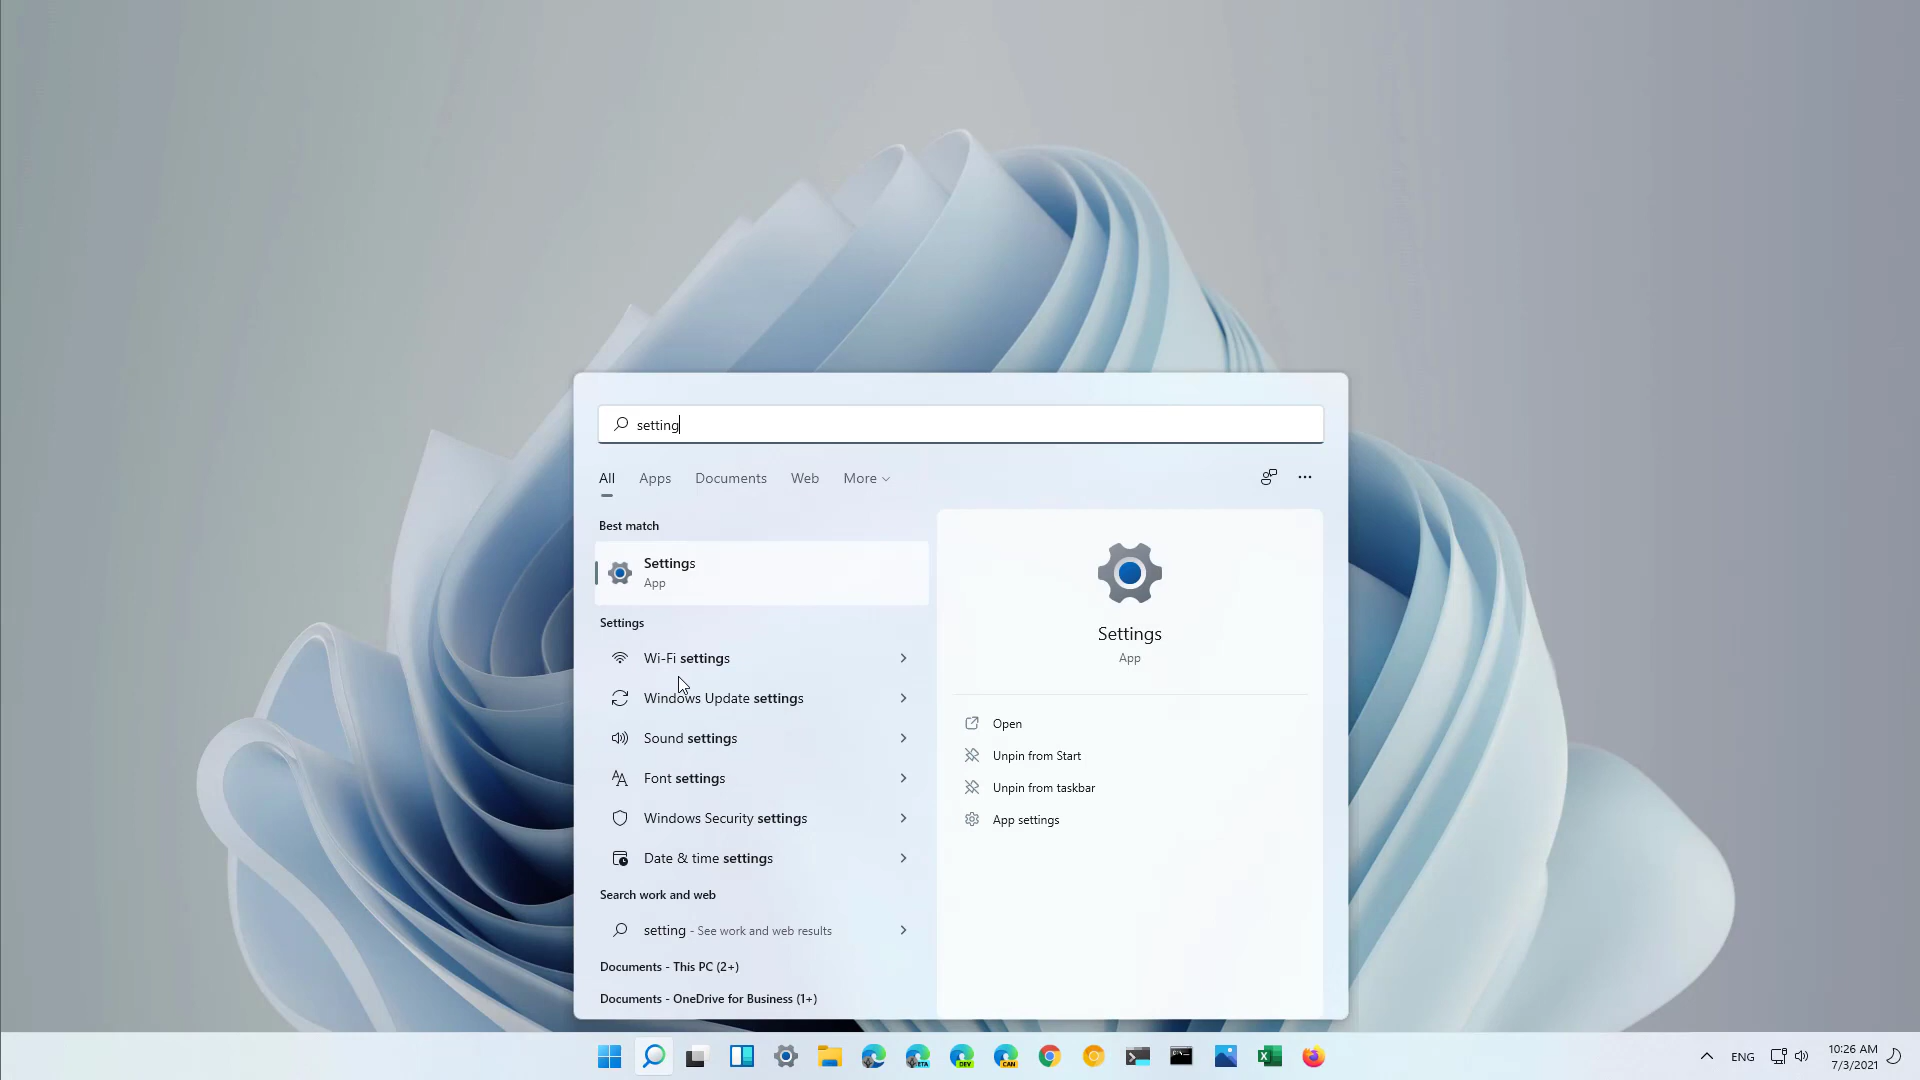 setting
All Apps Documents Web More
Best match
Settings
App
Settings
Wi-Fi settings
Windows Update settings
Sound settings
Font settings
Windows Security settings
Date & time settings
Search work and web
setting - See work and web results
Documents - This PC (2+)
Documents - OneDrive for Business (1+)
Settings
App
Open
Unpin from Start
Unpin from taskbar
App settings
BETA
DEV
CAN
ENG
10:26 AM
7/3/2021